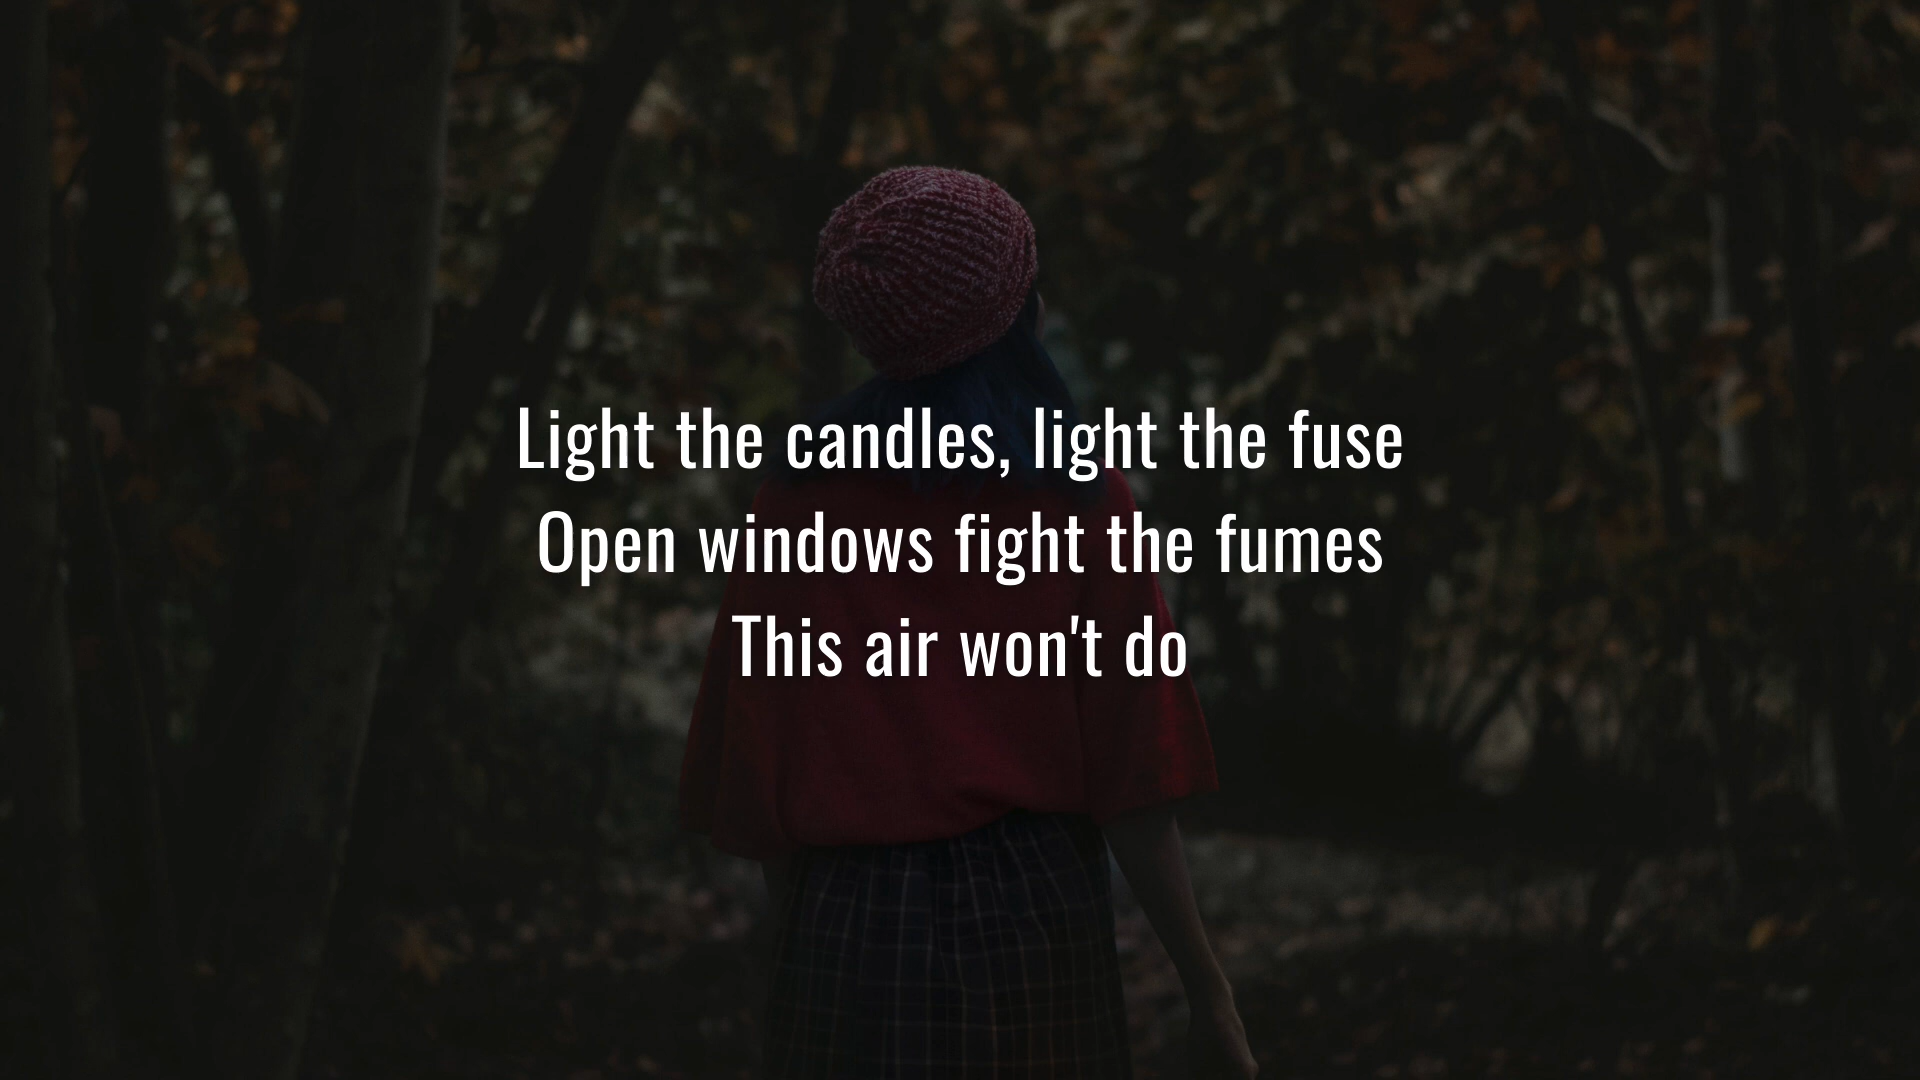 Light the candles, light the fuse
Open windows fight the fumes
This air won't do